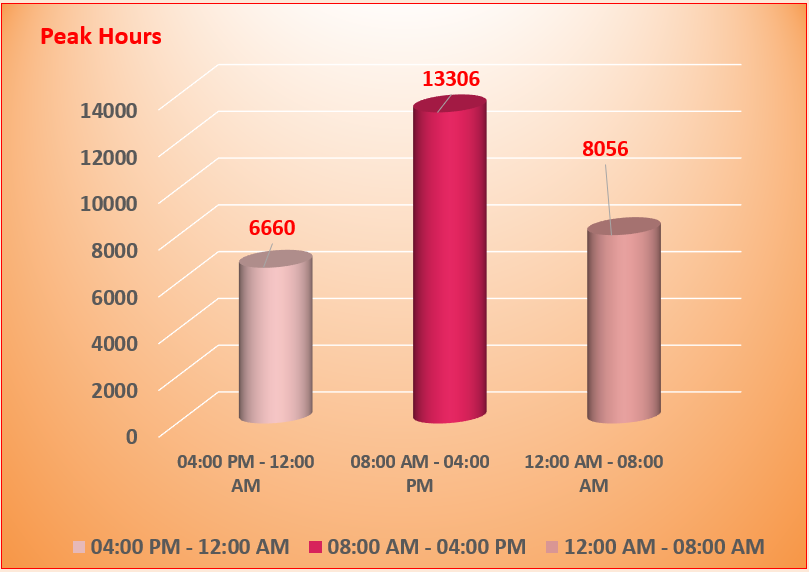 Peak Hours
13306
14000
12000
8056
10000
6660
8000
6000
4000
2000
0
04:00 PM - 12:00
AM
08:00 AM - 04:00
PM
12:00 AM - 08:00
AM
04:00 PM - 12:00 AM
08:00 AM - 04:00 PM
12:00 AM - 08:00 AM